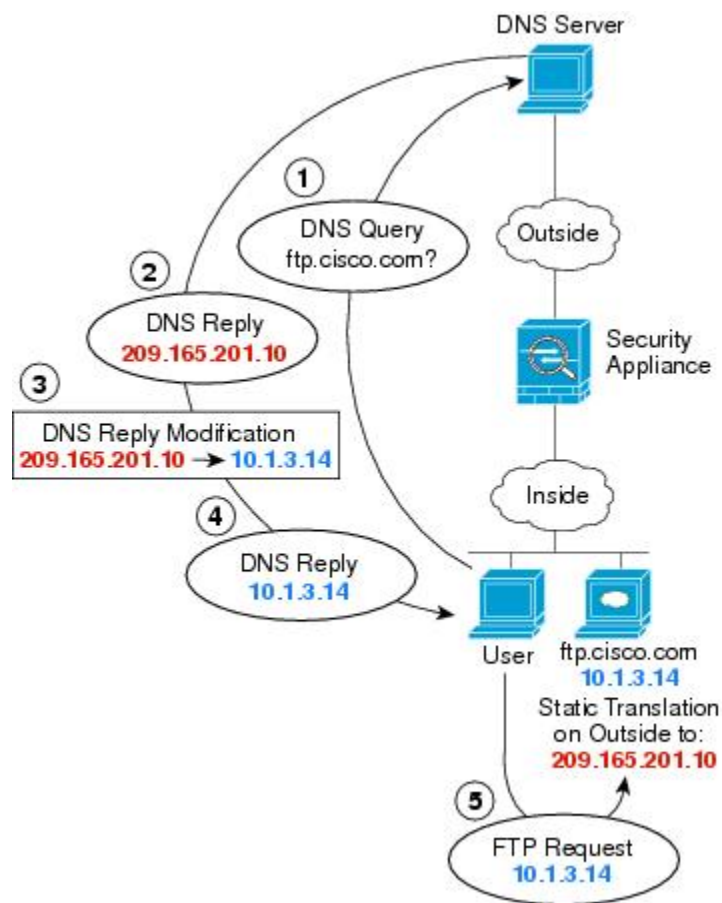 DNS Server
1
DNS Query
ftp.cisco.com?
Outside
2
DNS Reply
209.165.201.10
Security
Appliance
3
DNS Reply Modification
209.165.201.10 → 10.1.3.14
Inside
4
DNS Reply
10.1.3.14
User
ftp.cisco.com
10.1.3.14
Static Translation
on Outside to:
209.165.201.10
5
FTP Request
10.1.3.14